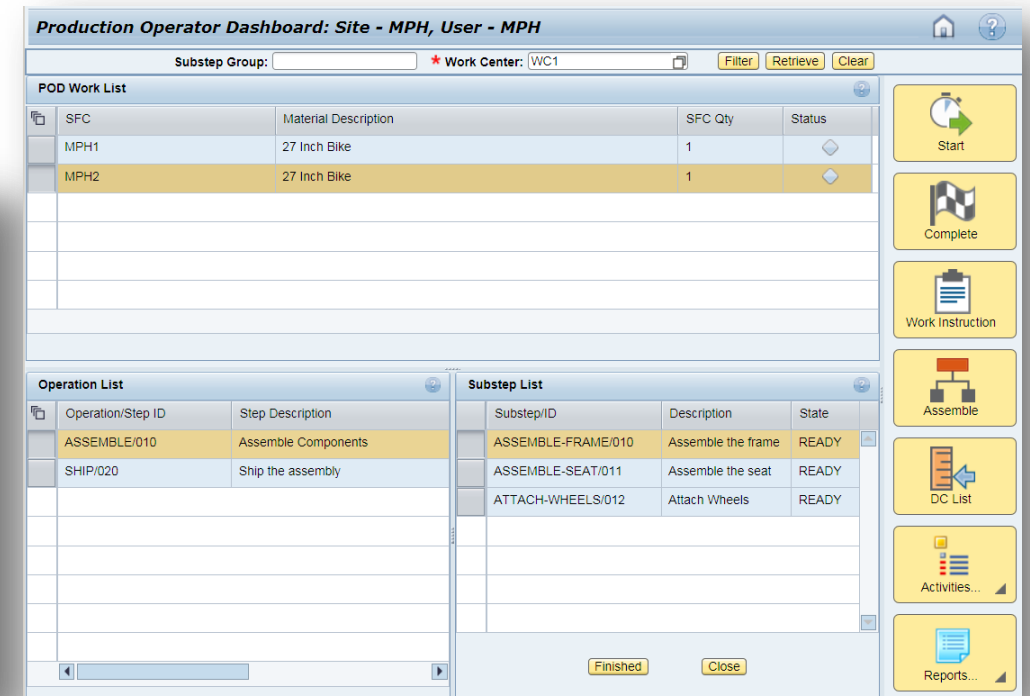 Production Operator Dashboard: Site - MPH, User - MPH
Substep Group: * Work Center: WC1 Filter Retrieve Clear
POD Work List
SFC Material Description SFC Qty Status
MPH1 27 Inch Bike 1
MPH2 27 Inch Bike 1
Start
Complete
Work Instruction
Assemble
DC List
Activities...
Reports...
Operation List
Operation/Step ID Step Description
ASSEMBLE/010 Assemble Components
SHIP/020 Ship the assembly
Substep List
Substep/ID Description State
ASSEMBLE-FRAME/010 Assemble the frame READY
ASSEMBLE-SEAT/011 Assemble the seat READY
ATTACH-WHEELS/012 Attach Wheels READY
Finished Close